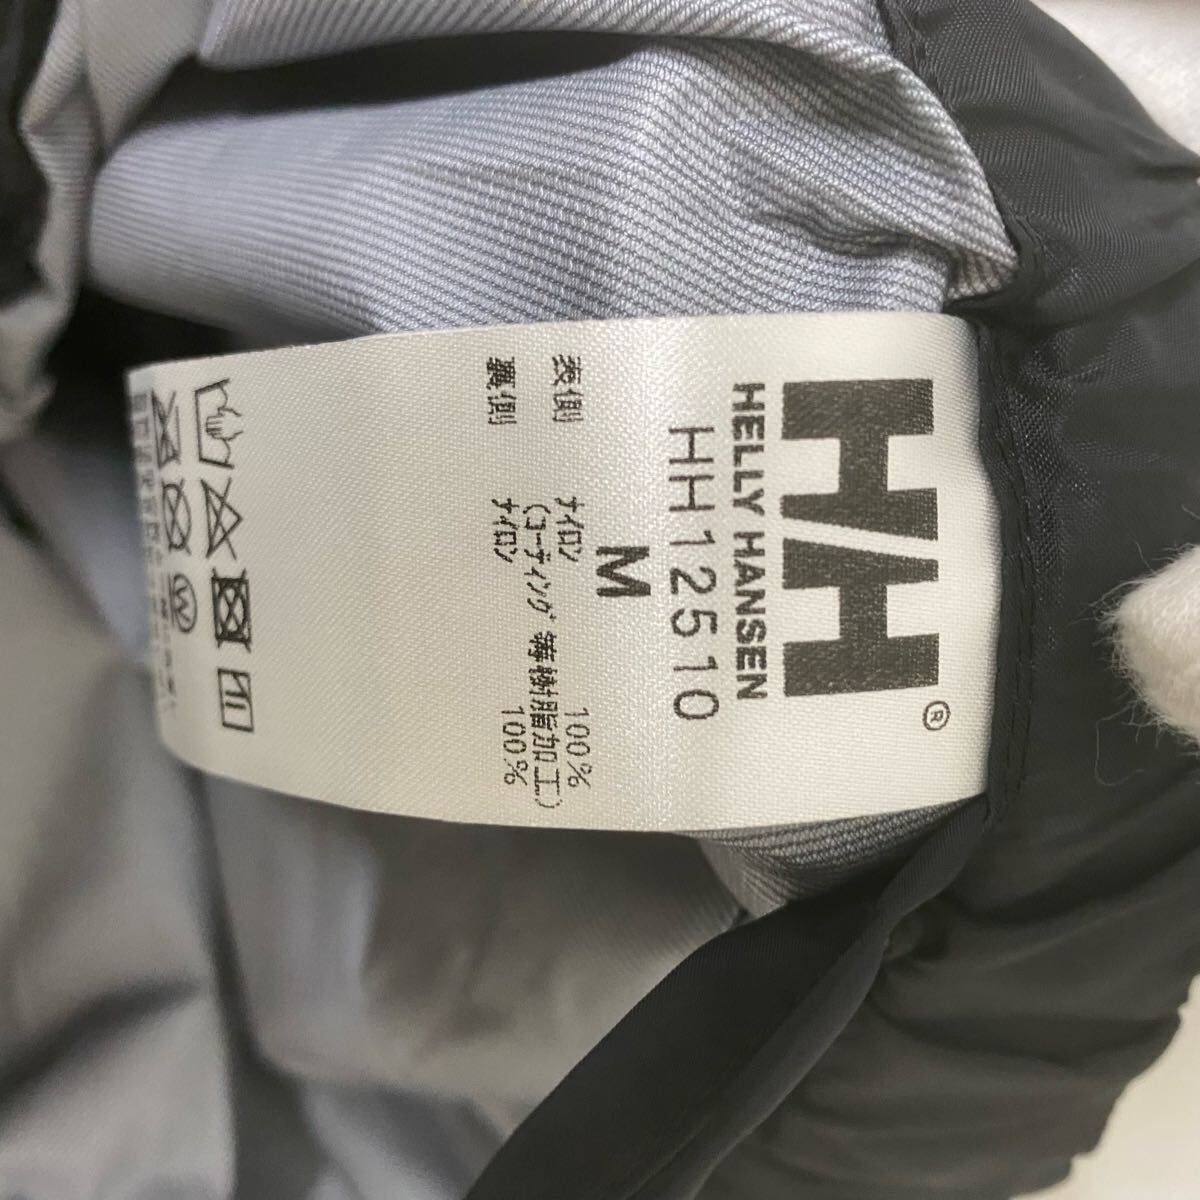 HH®
HELLY HANSEN
HH12510
M
表側 ナイロン 100%
(コーディング等樹脂加工)
裏側 ナイロン 100%
W